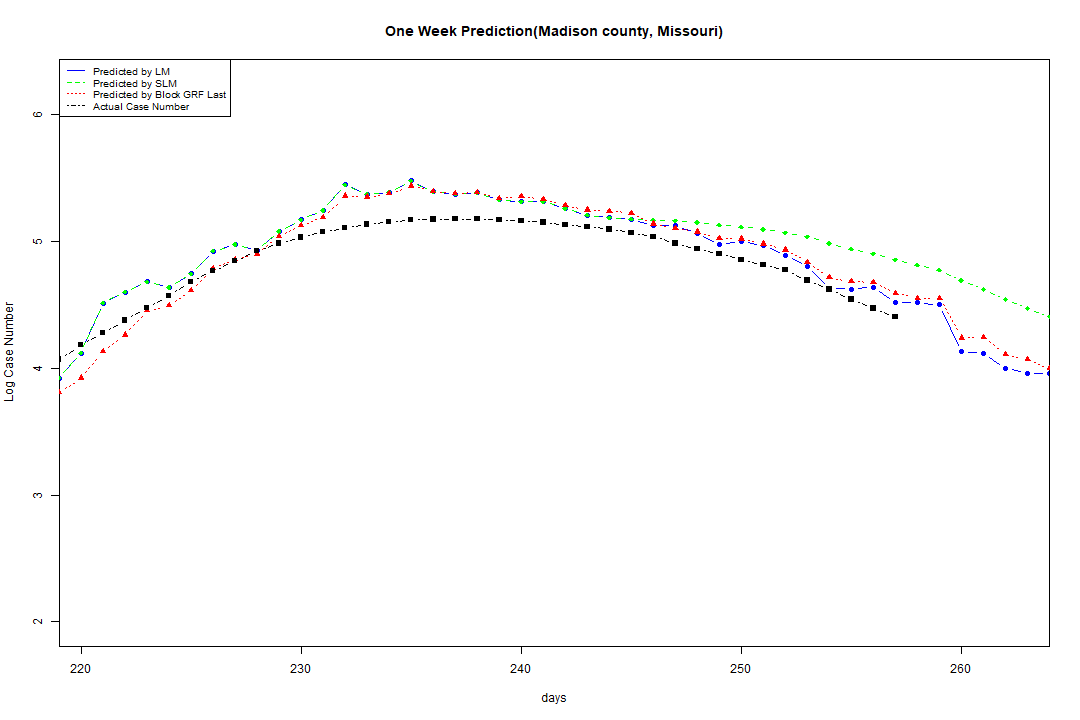 One Week Prediction(Madison county, Missouri)
Predicted by LM
Predicted by SLM
Predicted by Block GRF Last
Actual Case Number
6
5
4
3
2
Log Case Number
220 230 240 250 260
days